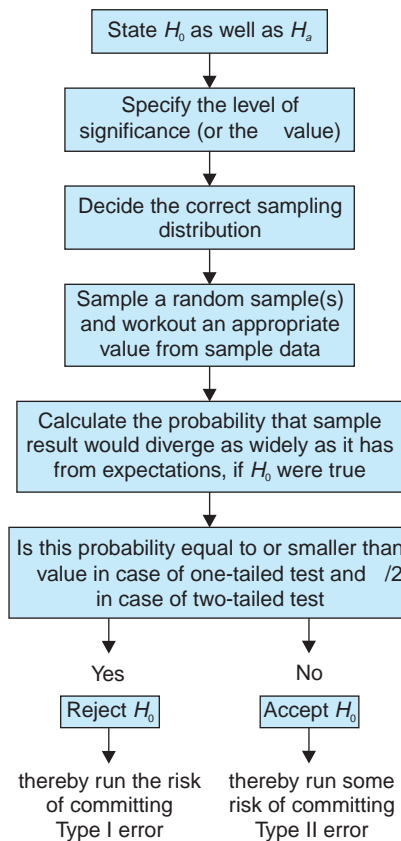 State H₀ as well as Hₐ
Specify the level of
significance (or the value)
Decide the correct sampling
distribution
Sample a random sample(s)
and workout an appropriate
value from sample data
Calculate the probability that sample
result would diverge as widely as it has
from expectations, if H₀ were true
Is this probability equal to or smaller than
value in case of one-tailed test and /2
in case of two-tailed test
Yes
No
Reject H₀
Accept H₀
thereby run the risk
of committing
Type I error
thereby run some
risk of committing
Type II error